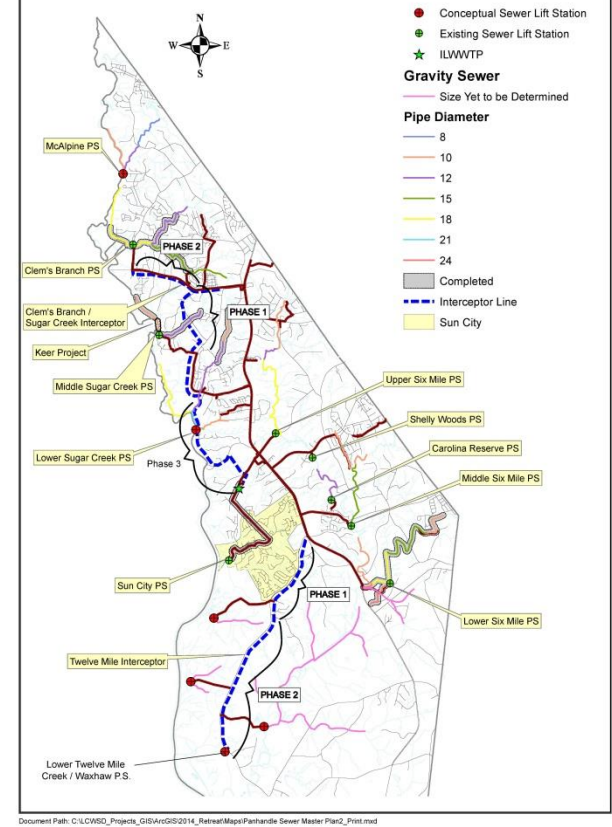 N
W E
S
Conceptual Sewer Lift Station
Existing Sewer Lift Station
ILWWTP
Gravity Sewer
Size Yet to be Determined
Pipe Diameter
8
10
12
15
18
21
24
Completed
Interceptor Line
Sun City
McAlpine PS
PHASE 2
Clem's Branch PS
Clem's Branch /
Sugar Creek Interceptor
PHASE 1
Keer Project
Middle Sugar Creek PS
Upper Six Mile PS
Shelly Woods PS
Lower Sugar Creek PS
Carolina Reserve PS
Phase 3
Middle Six Mile PS
Sun City PS
PHASE 1
Lower Six Mile PS
Twelve Mile Interceptor
PHASE 2
Lower Twelve Mile
Creek / Waxhaw P.S.
Document Path: C:\LCWSD_Projects_GIS\ArcGIS\2014_Retreat\Maps\Panhandle Sewer Master Plan2_Print.mxd